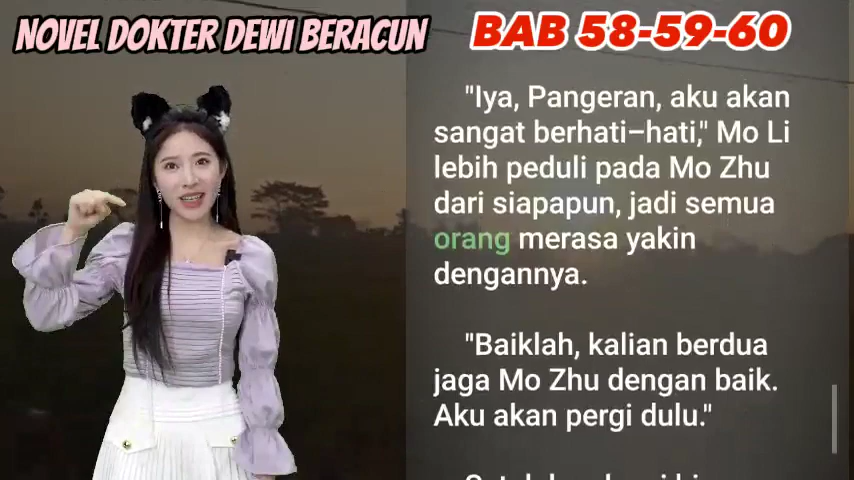 NOVEL DOKTER DEWI BERACUN
BAB 58-59-60
"Iya, Pangeran, aku akan
sangat berhati–hati," Mo Li
lebih peduli pada Mo Zhu
dari siapapun, jadi semua
orang merasa yakin
dengannya.
"Baiklah, kalian berdua
jaga Mo Zhu dengan baik.
Aku akan pergi dulu."